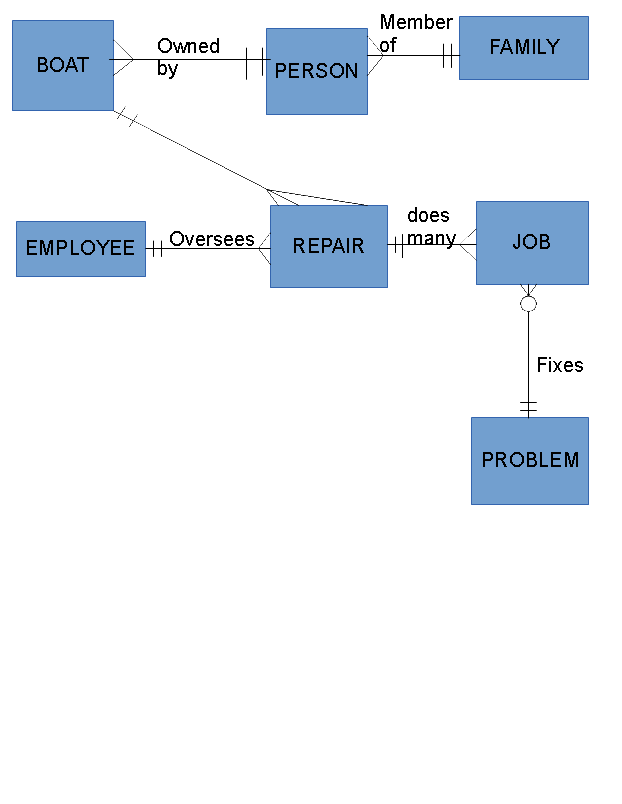 BOAT
Owned
by
PERSON
Member
of
FAMILY
EMPLOYEE
Oversees
REPAIR
does
many
JOB
Fixes
PROBLEM